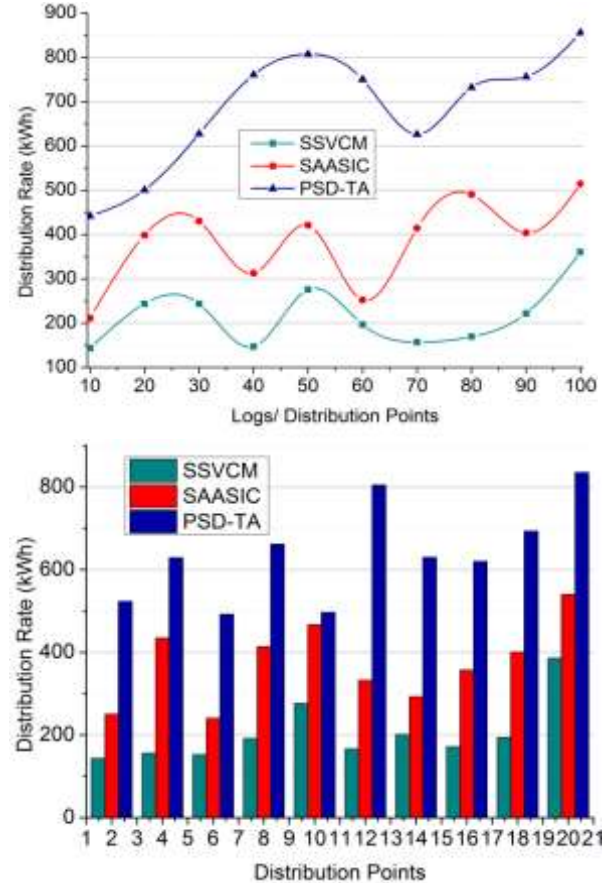 900
800
700
600
500
400
300
200
100
Distribution Rate (kWh)
SSVCM
SAASIC
PSD-TA
10 20 30 40 50 60 70 80 90 100
Logs/ Distribution Points
SSVCM
SAASIC
PSD-TA
800
600
400
200
0
Distribution Rate (kWh)
1 2 3 4 5 6 7 8 9 10 11 12 13 14 15 16 17 18 19 20 21
Distribution Points